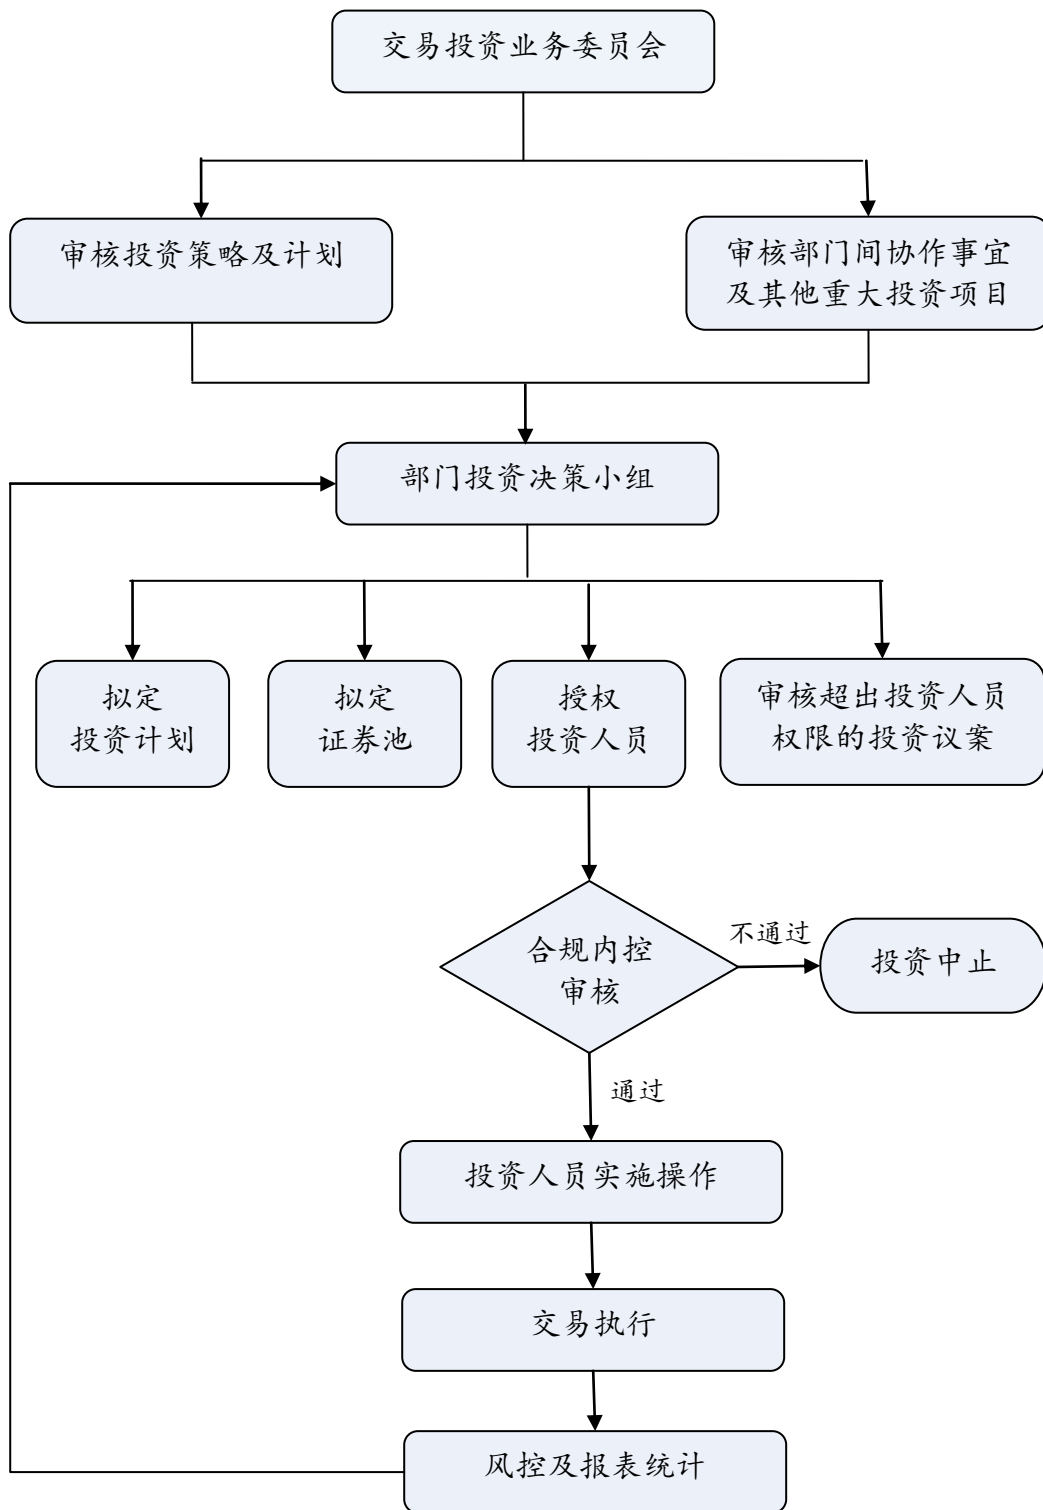 交易投资业务委员会
审核投资策略及计划
审核部门间协作事宜
及其他重大投资项目
部门投资决策小组
拟定
投资计划
拟定
证券池
授权
投资人员
审核超出投资人员
权限的投资议案
合规内控
审核
不通过
投资中止
通过
投资人员实施操作
交易执行
风控及报表统计